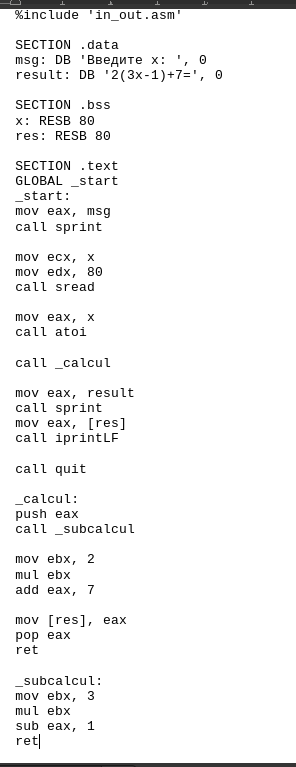 %include 'in_out.asm'

SECTION .data
msg: DB 'Введите x: ', 0
result: DB '2(3x-1)+7=', 0

SECTION .bss
x: RESB 80
res: RESB 80

SECTION .text
GLOBAL _start
_start:
mov eax, msg
call sprint

mov ecx, x
mov edx, 80
call sread

mov eax, x
call atoi

call _calcul

mov eax, result
call sprint
mov eax, [res]
call iprintLF

call quit

_calcul:
push eax
call _subcalcul

mov ebx, 2
mul ebx
add eax, 7

mov [res], eax
pop eax
ret

_subcalcul:
mov ebx, 3
mul ebx
sub eax, 1
ret